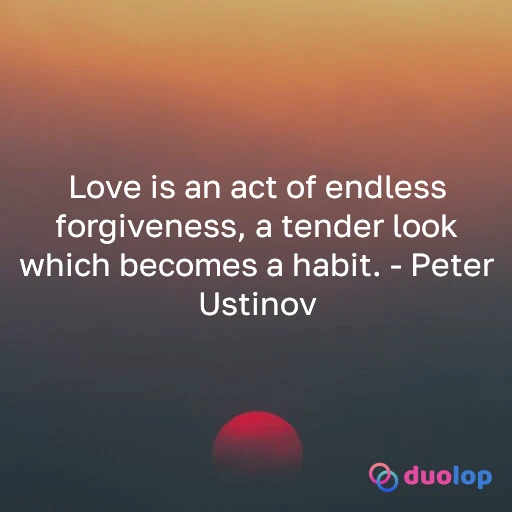 Love is an act of endless
forgiveness, a tender look
which becomes a habit. - Peter
Ustinov
duolop